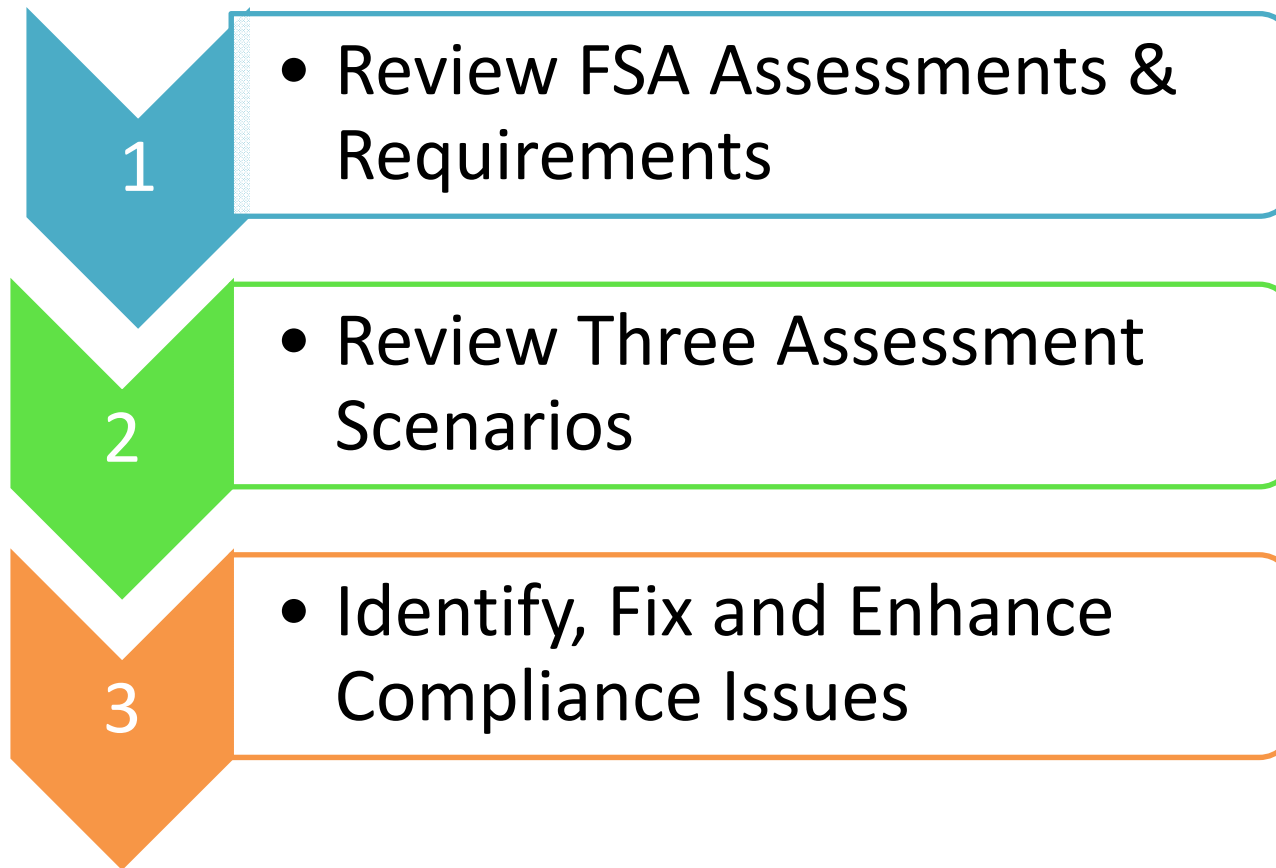 1
• Review FSA Assessments &
Requirements
2
• Review Three Assessment
Scenarios
3
• Identify, Fix and Enhance
Compliance Issues